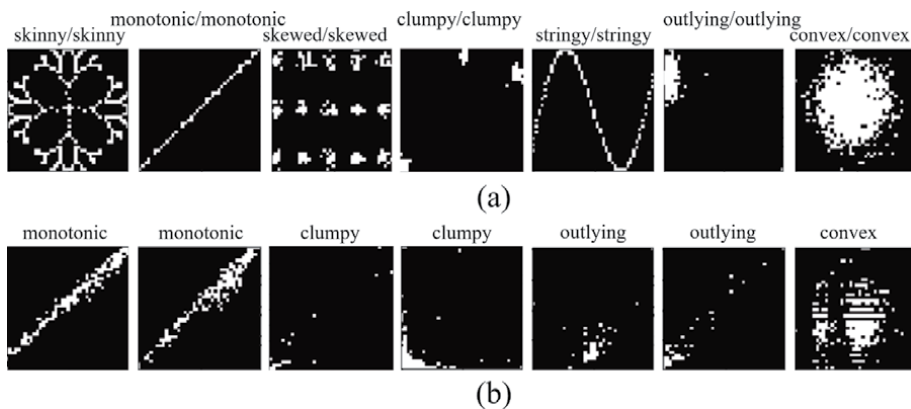 skinny/skinny monotonic/monotonic skewed/skewed clumpy/clumpy stringy/stringy outlying/outlying convex/convex
(a)
monotonic monotonic clumpy clumpy outlying outlying convex
(b)